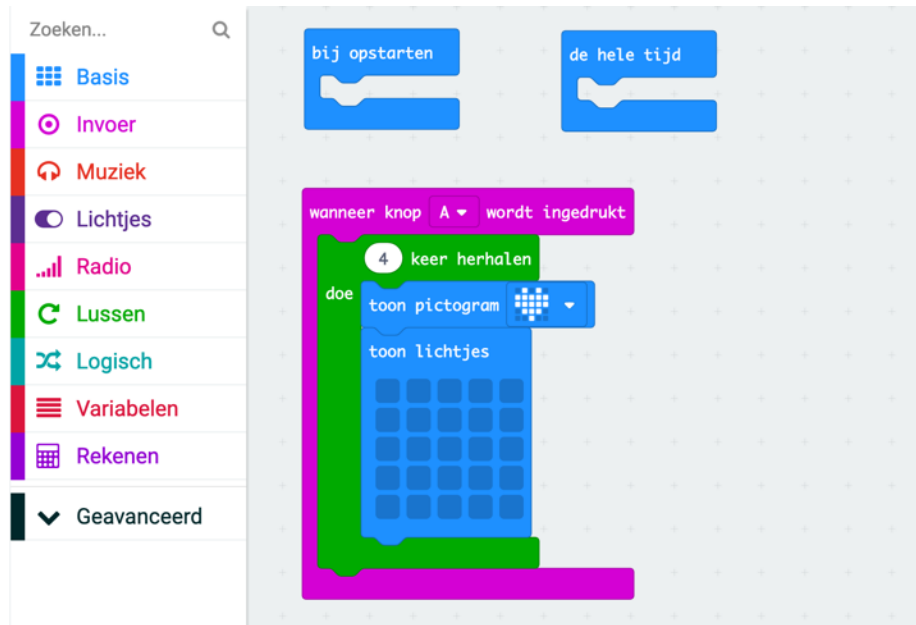 Zoeken...
Basis
Invoer
Muziek
Lichtjes
Radio
Lussen
Logisch
Variabelen
Rekenen
Geavanceerd
bij opstarten
de hele tijd
wanneer knop A wordt ingedrukt
4 keer herhalen
doe
toon pictogram
toon lichtjes